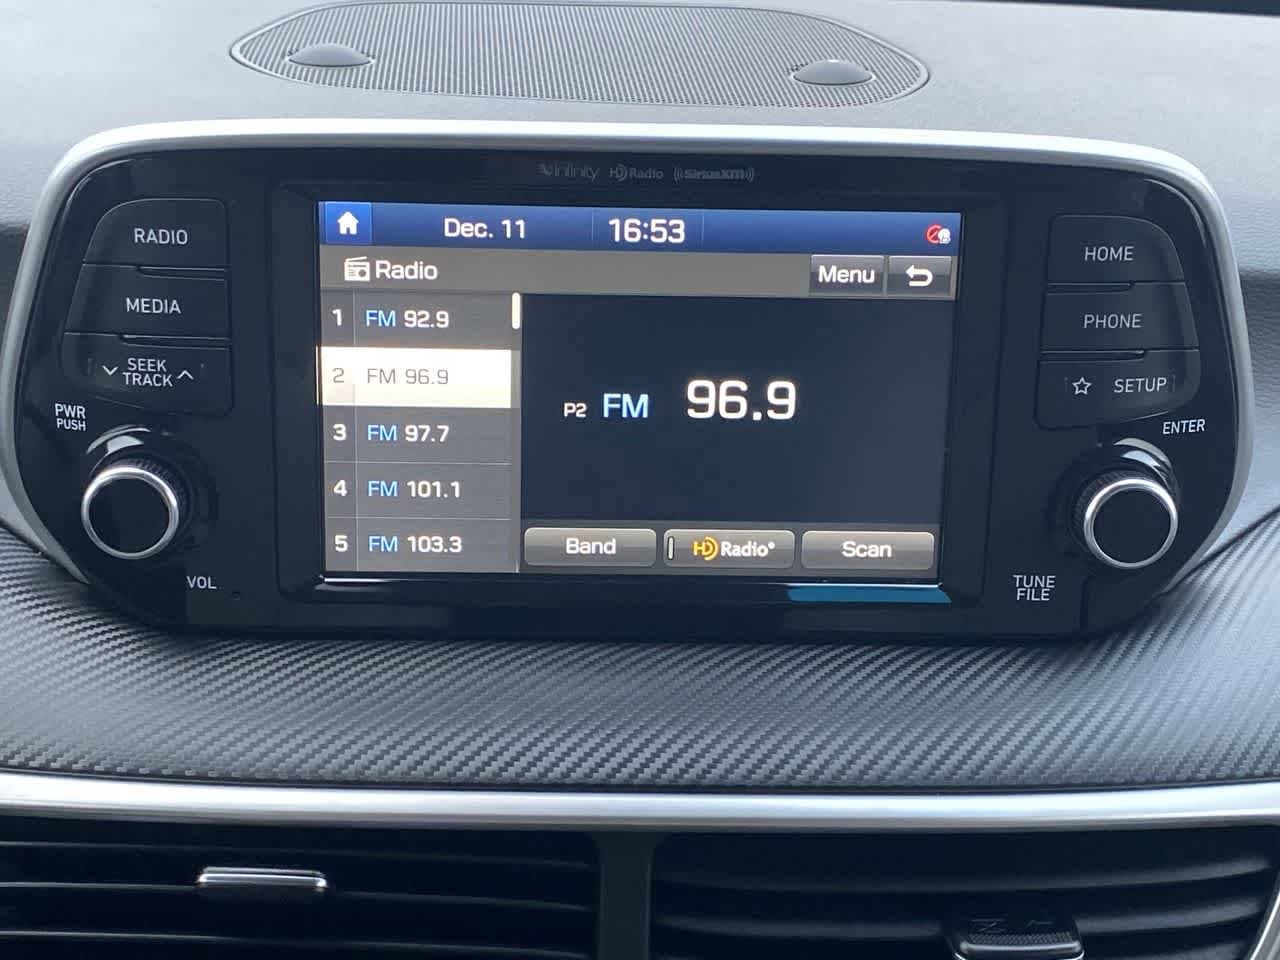 Infinity HD Radio ((SiriusXM))
RADIO
MEDIA
SEEK
TRACK
PWR
PUSH
VOL
Dec. 11 16:53
Radio Menu
1 FM 92.9
2 FM 96.9
3 FM 97.7
4 FM 101.1
5 FM 103.3
P2 FM 96.9
Band HD Radio® Scan
HOME
PHONE
☆ SETUP
ENTER
TUNE
FILE